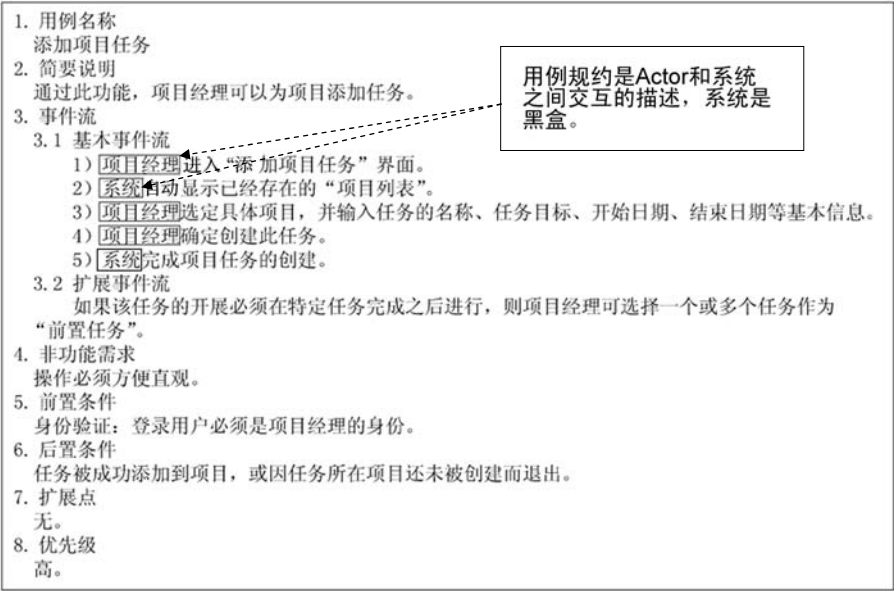 1. 用例名称
添加项目任务
2. 简要说明
通过此功能，项目经理可以为项目添加任务。
3. 事件流
3.1 基本事件流
1) 项目经理进入“添 加项目任务”界面。
2) 系统自动显示已经存在的“项目列表”。
3) 项目经理选定具体项目，并输入任务的名称、任务目标、开始日期、结束日期等基本信息。
4) 项目经理确定创建此任务。
5) 系统完成项目任务的创建。
3.2 扩展事件流
如果该任务的开展必须在特定任务完成之后进行，则项目经理可选择一个或多个任务作为
“前置任务”。
4. 非功能需求
操作必须方便直观。
5. 前置条件
身份验证：登录用户必须是项目经理的身份。
6. 后置条件
任务被成功添加到项目，或因任务所在项目还未被创建而退出。
7. 扩展点
无。
8. 优先级
高。
用例规约是Actor和系统
之间交互的描述，系统是
黑盒。